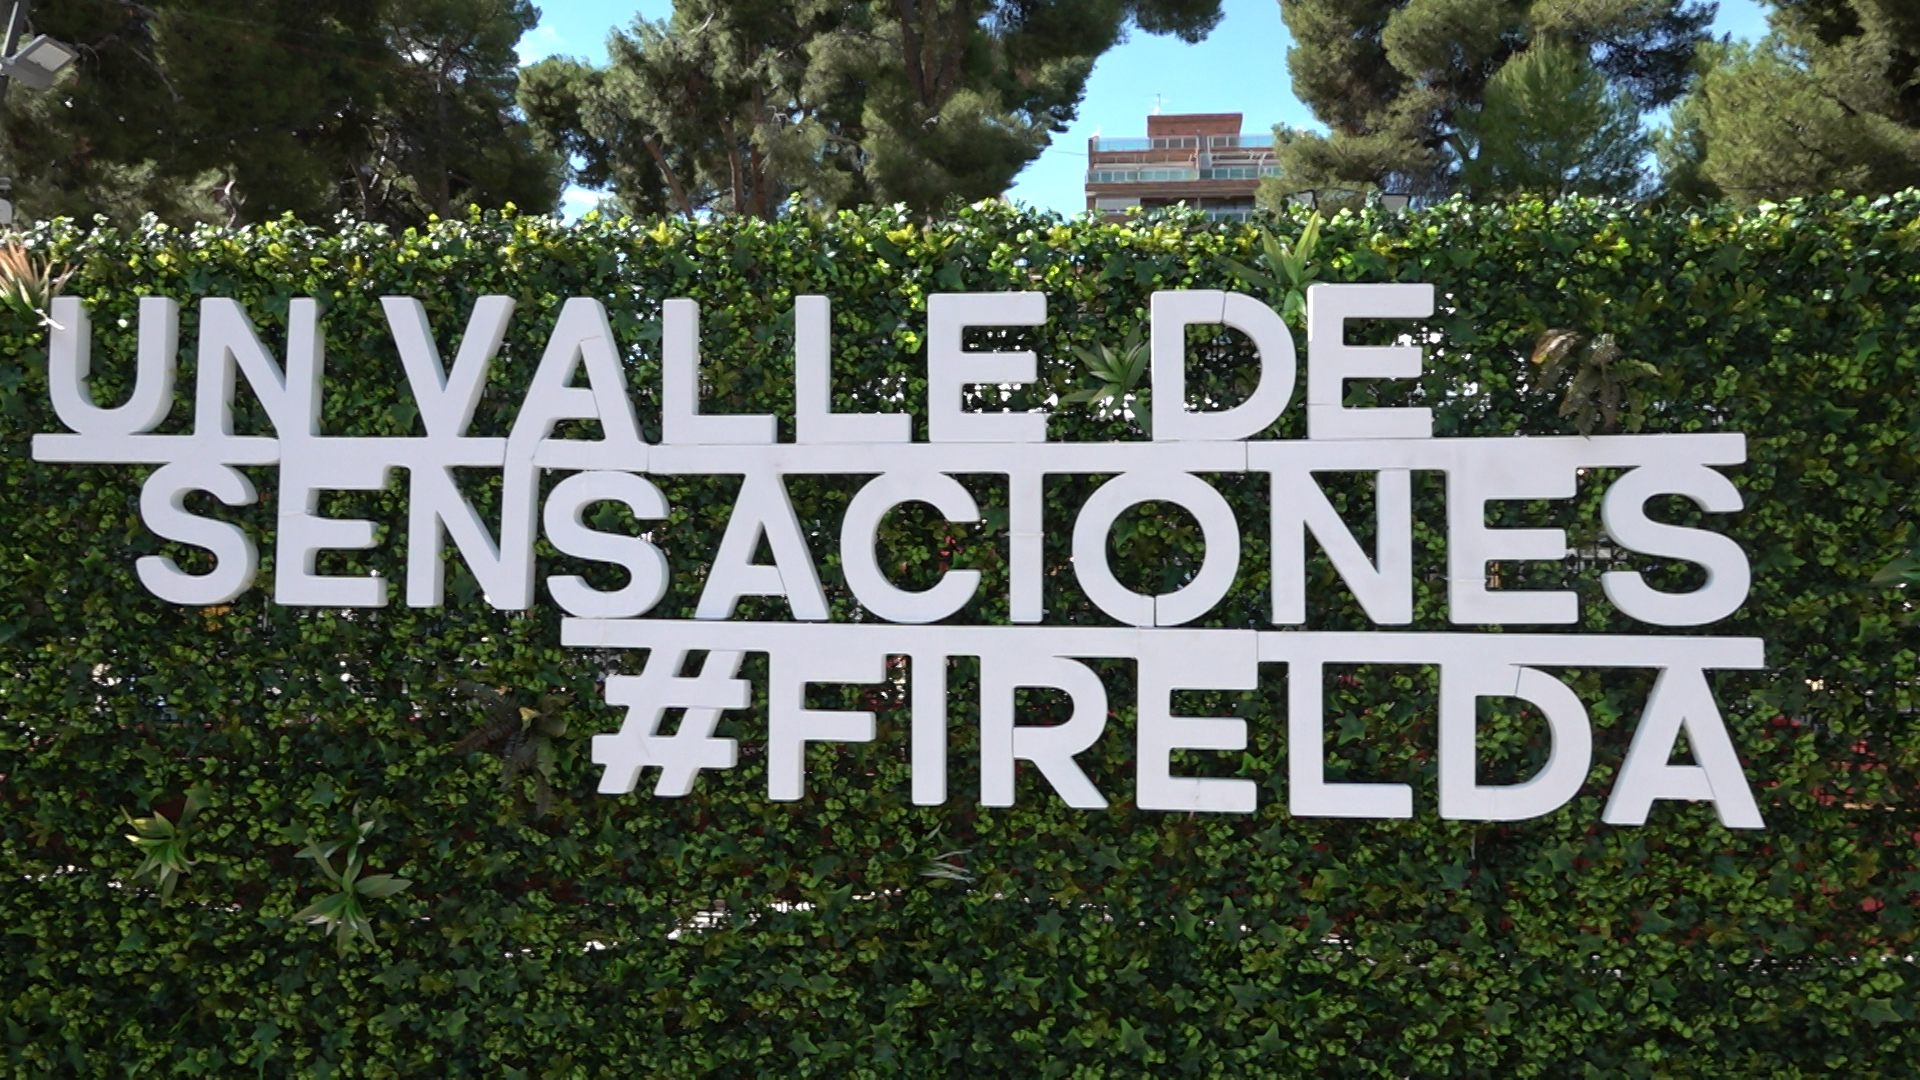 UN VALLE DE
SENSACIONES
#FIRELDA